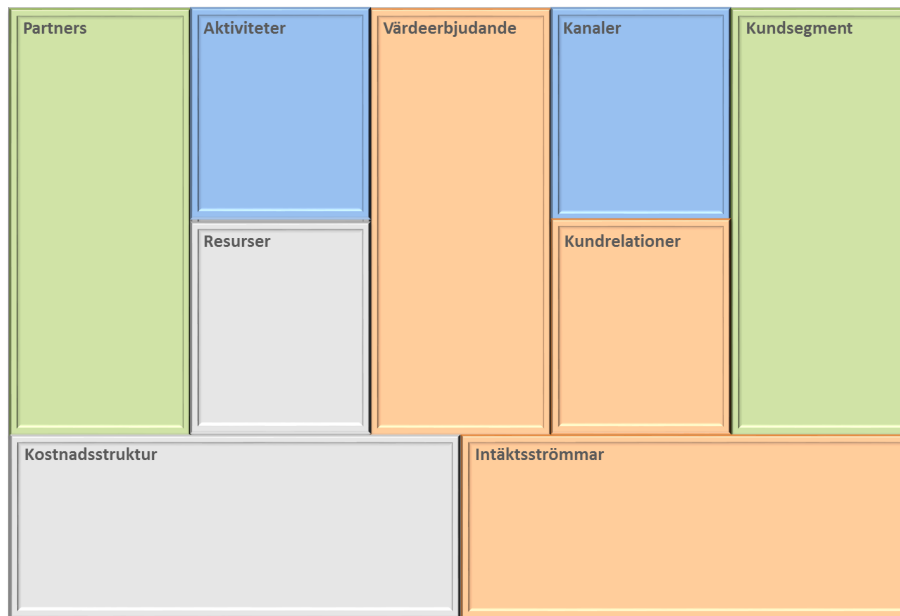 Partners
Aktiviteter
Värdeerbjudande
Kanaler
Kundsegment
Resurser
Kundrelationer
Kostnadsstruktur
Intäktsströmmar